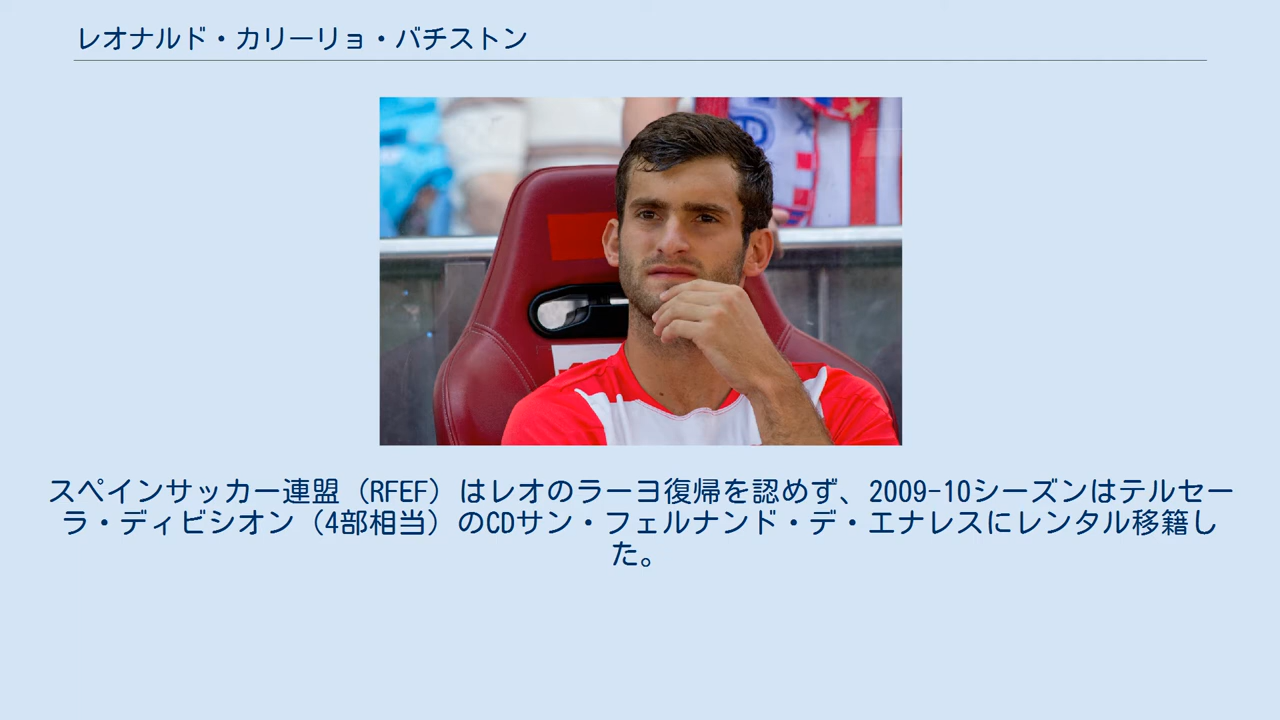 レオナルド・カリーリョ・バチストン
スペインサッカー連盟（RFEF）はレオのラーヨ復帰を認めず、2009-10シーズンはテルセー
ラ・ディビシオン（4部相当）のCDサン・フェルナンド・デ・エナレスにレンタル移籍し
た。